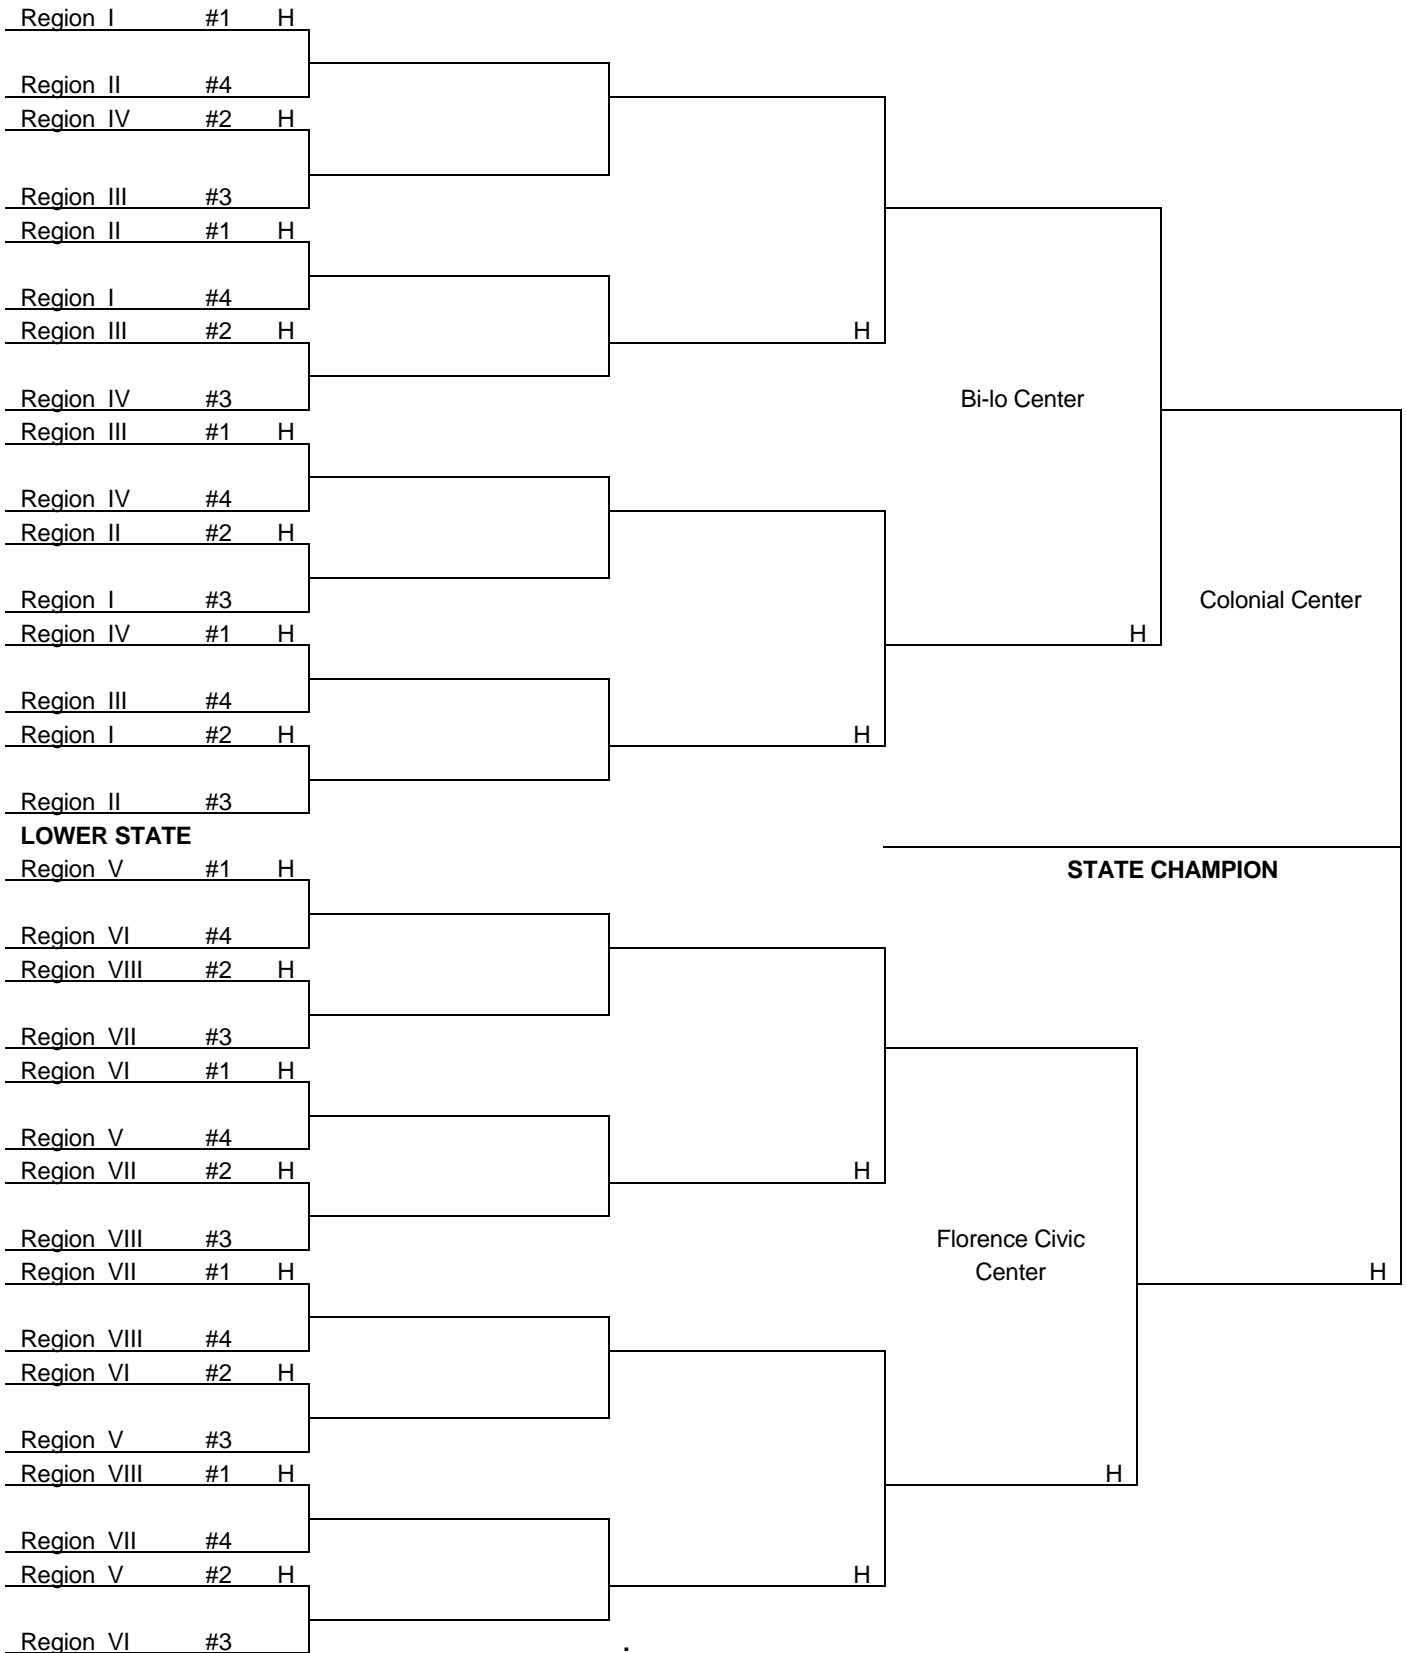 Region I #1 H
Region II #4
Region IV #2 H
Region III #3
Region II #1 H
Region I #4
Region III #2 H
H
Region IV #3
Bi-lo Center
Region III #1 H
Region IV #4
Region II #2 H
Region I #3
Colonial Center
Region IV #1 H
H
Region III #4
Region I #2 H
H
Region II #3
LOWER STATE
Region V #1 H
STATE CHAMPION
Region VI #4
Region VIII #2 H
Region VII #3
Region VI #1 H
Region V #4
Region VII #2 H
H
Region VIII #3
Florence Civic
Center
Region VII #1 H
H
Region VIII #4
Region VI #2 H
Region V #3
Region VIII #1 H
H
Region VII #4
Region V #2 H
H
Region VI #3
.